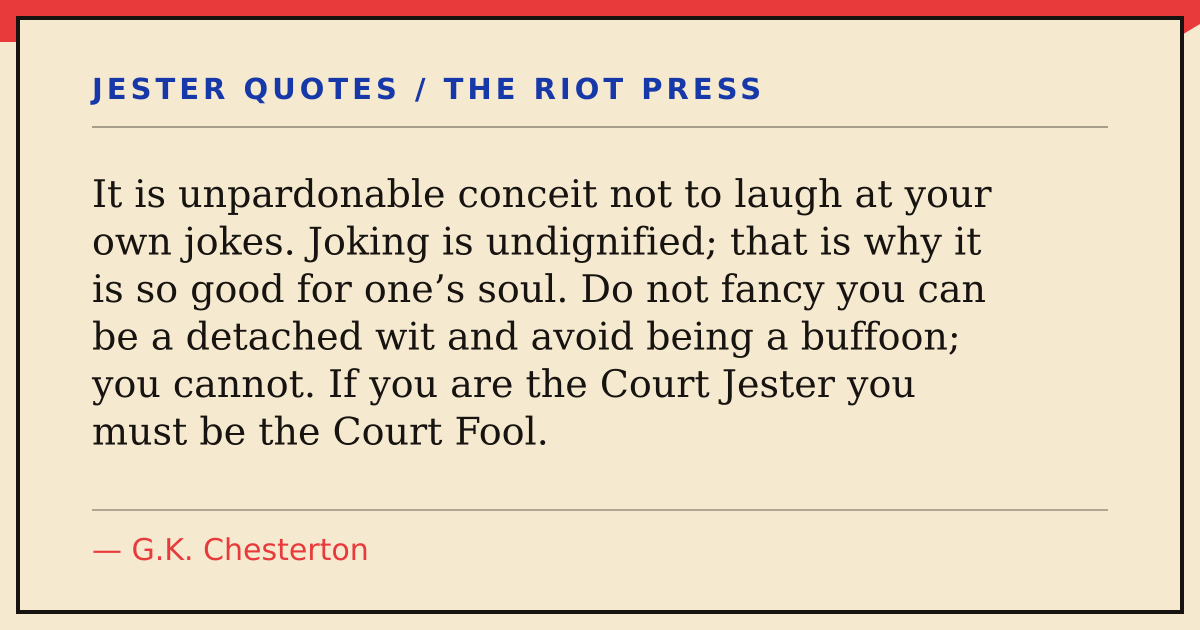 JESTER QUOTES / THE RIOT PRESS
It is unpardonable conceit not to laugh at your
own jokes. Joking is undignified; that is why it
is so good for one’s soul. Do not fancy you can
be a detached wit and avoid being a buffoon;
you cannot. If you are the Court Jester you
must be the Court Fool.
— G.K. Chesterton